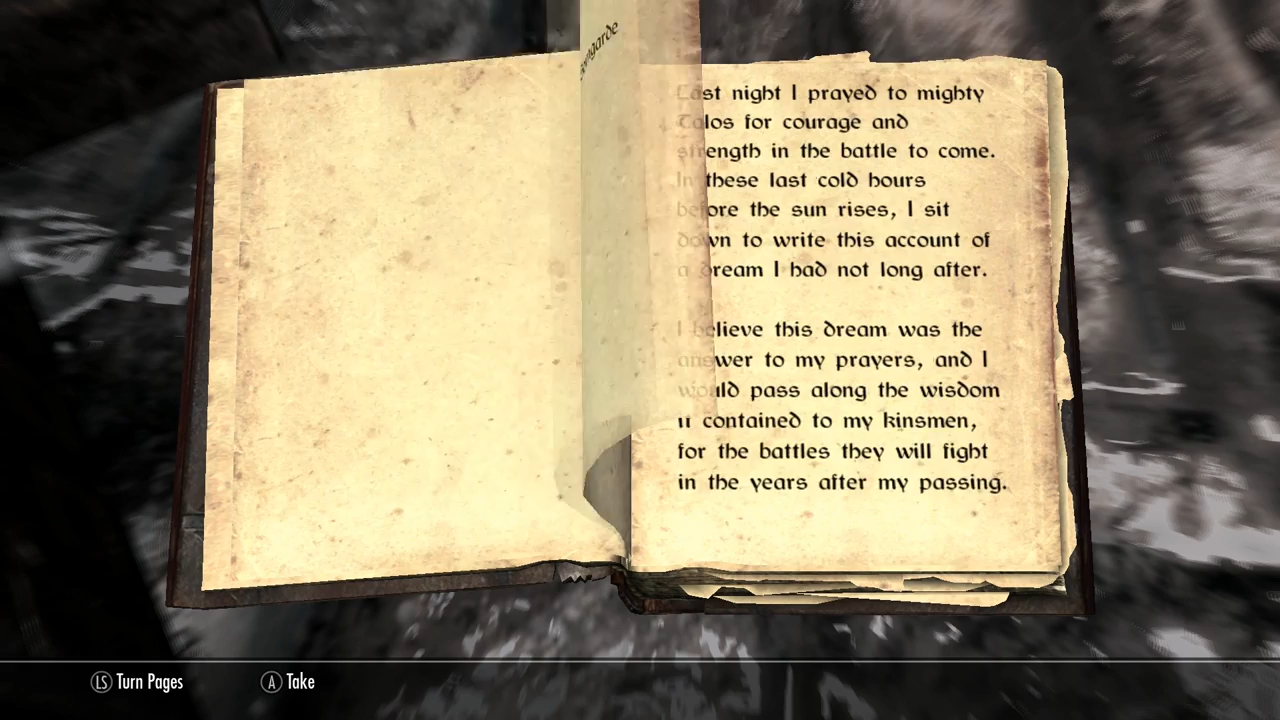 Last night I prayed to mighty
Talos for courage and
strength in the battle to come.
In these last cold hours
before the sun rises, I sit
down to write this account of
a dream I had not long after.
I believe this dream was the
answer to my prayers, and I
would pass along the wisdom
it contained to my kinsmen,
for the battles they will fight
in the years after my passing.
LS Turn Pages
A Take